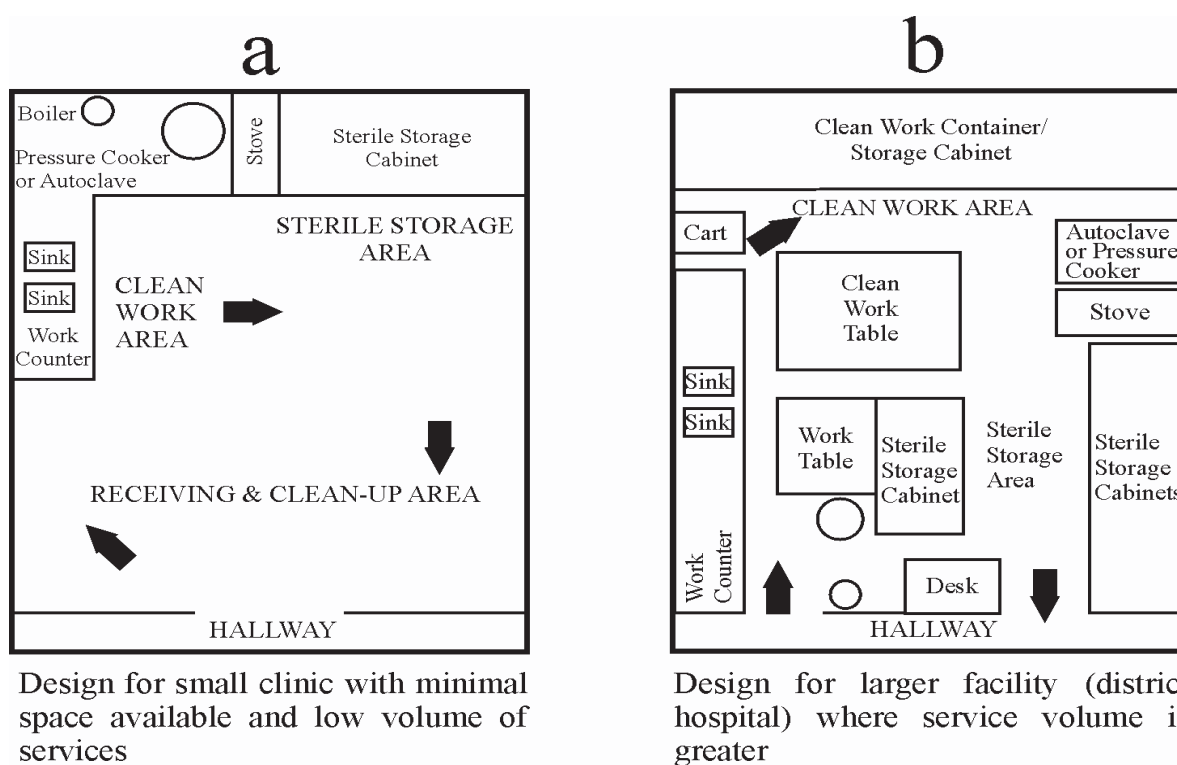 a
Boiler
Pressure Cooker
or Autoclave
Stove
Sterile Storage
Cabinet
STERILE STORAGE
AREA
Sink
Sink
Work
Counter
CLEAN
WORK
AREA
RECEIVING & CLEAN-UP AREA
HALLWAY
Design for small clinic with minimal
space available and low volume of
services
b
Clean Work Container/
Storage Cabinet
CLEAN WORK AREA
Cart
Autoclave
or Pressure
Cooker
Clean
Work
Table
Stove
Sink
Sink
Work
Table
Sterile
Storage
Cabinet
Sterile
Storage
Area
Sterile
Storage
Cabinets
Work
Counter
Desk
HALLWAY
Design for larger facility (distric
hospital) where service volume i
greater